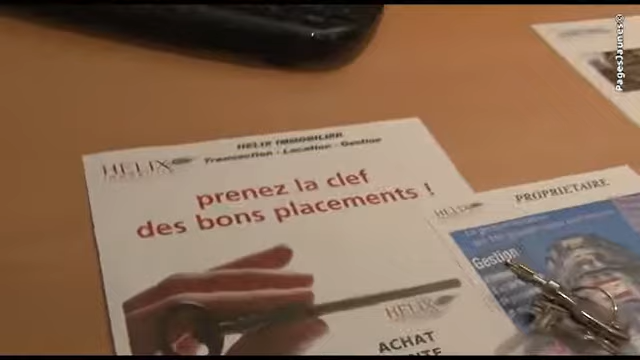 PagesJaunes®
HELIX IMMOBILIER
Transaction - Location - Gestion
HELIX
prenez la clef
des bons placements !
HELIX
ACHAT
HELIX
PROPRIETAIRE
Gestion